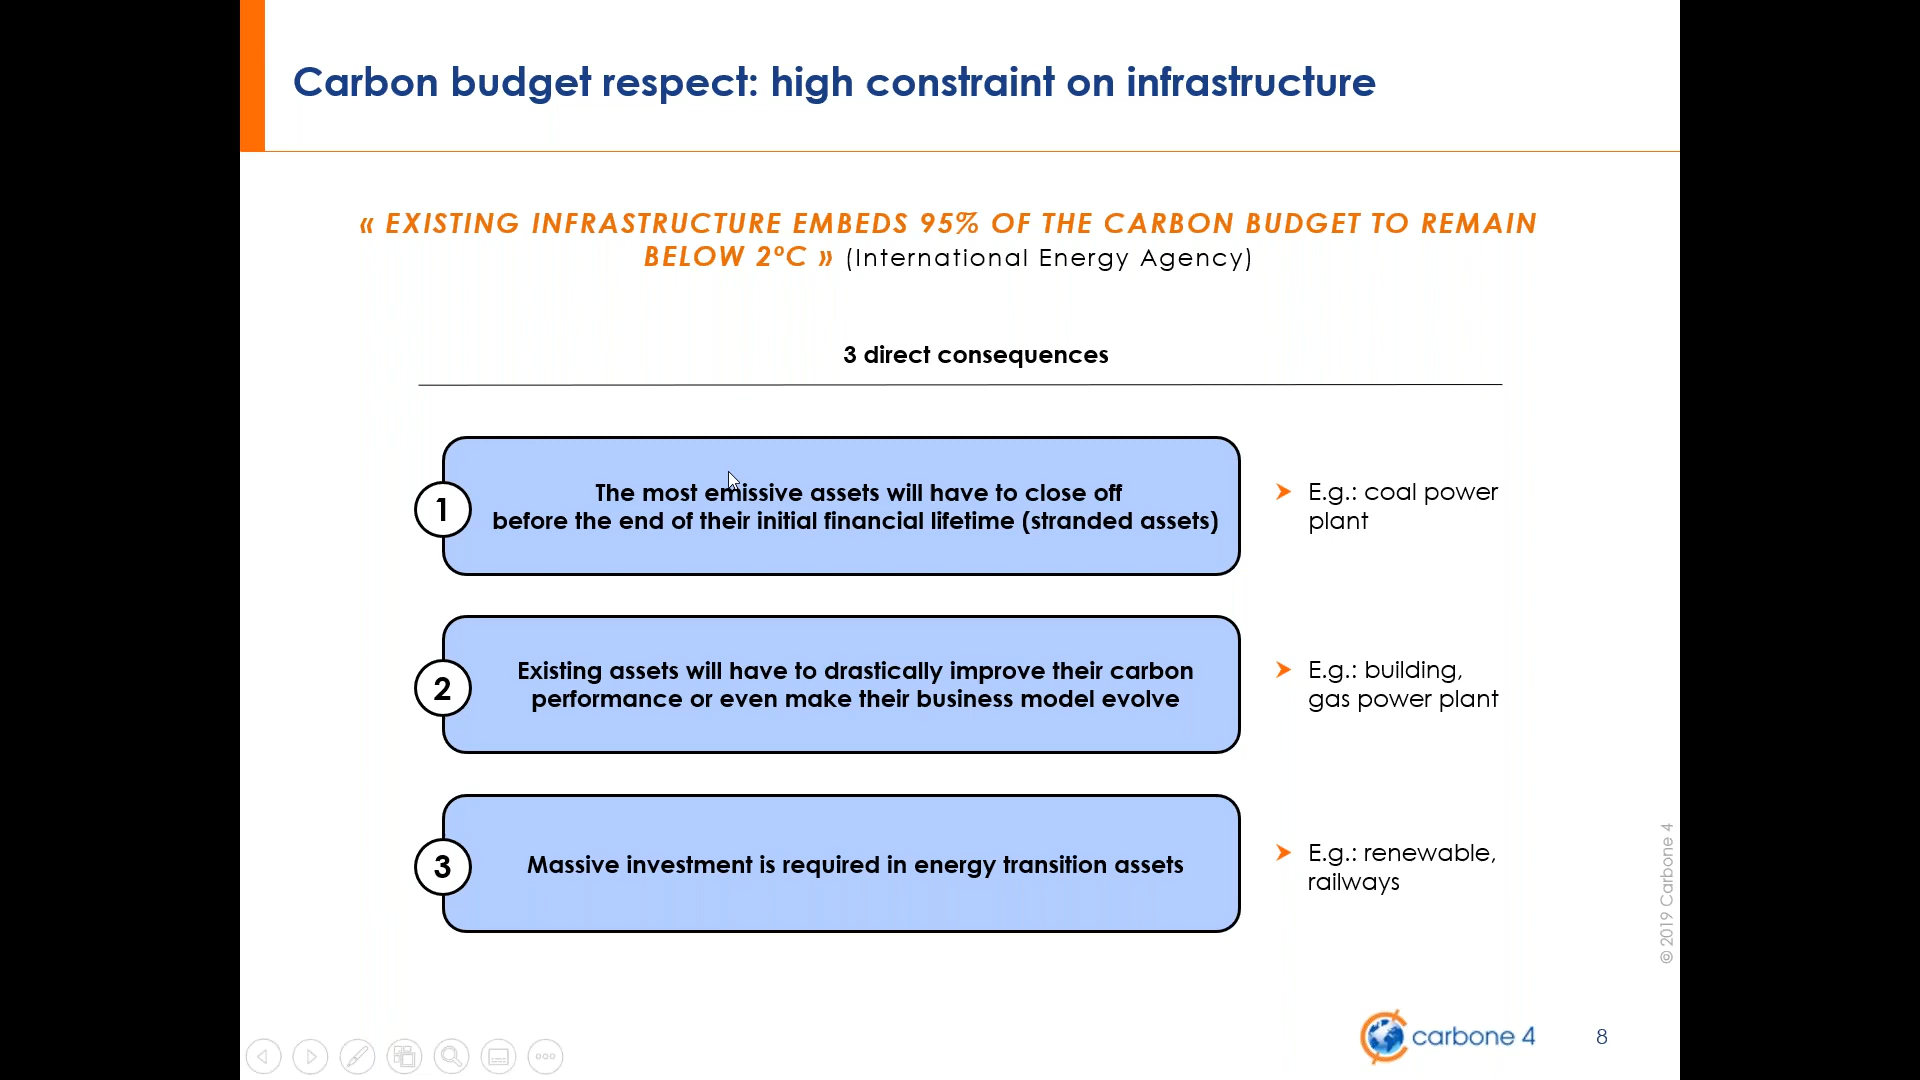 Carbon budget respect: high constraint on infrastructure
« EXISTING INFRASTRUCTURE EMBEDS 95% OF THE CARBON BUDGET TO REMAIN
BELOW 2°C » (International Energy Agency)
3 direct consequences
1
The most emissive assets will have to close off
before the end of their initial financial lifetime (stranded assets)
E.g.: coal power
plant
2
Existing assets will have to drastically improve their carbon
performance or even make their business model evolve
E.g.: building,
gas power plant
3
Massive investment is required in energy transition assets
E.g.: renewable,
railways
© 2019 Carbone 4
carbone 4
8